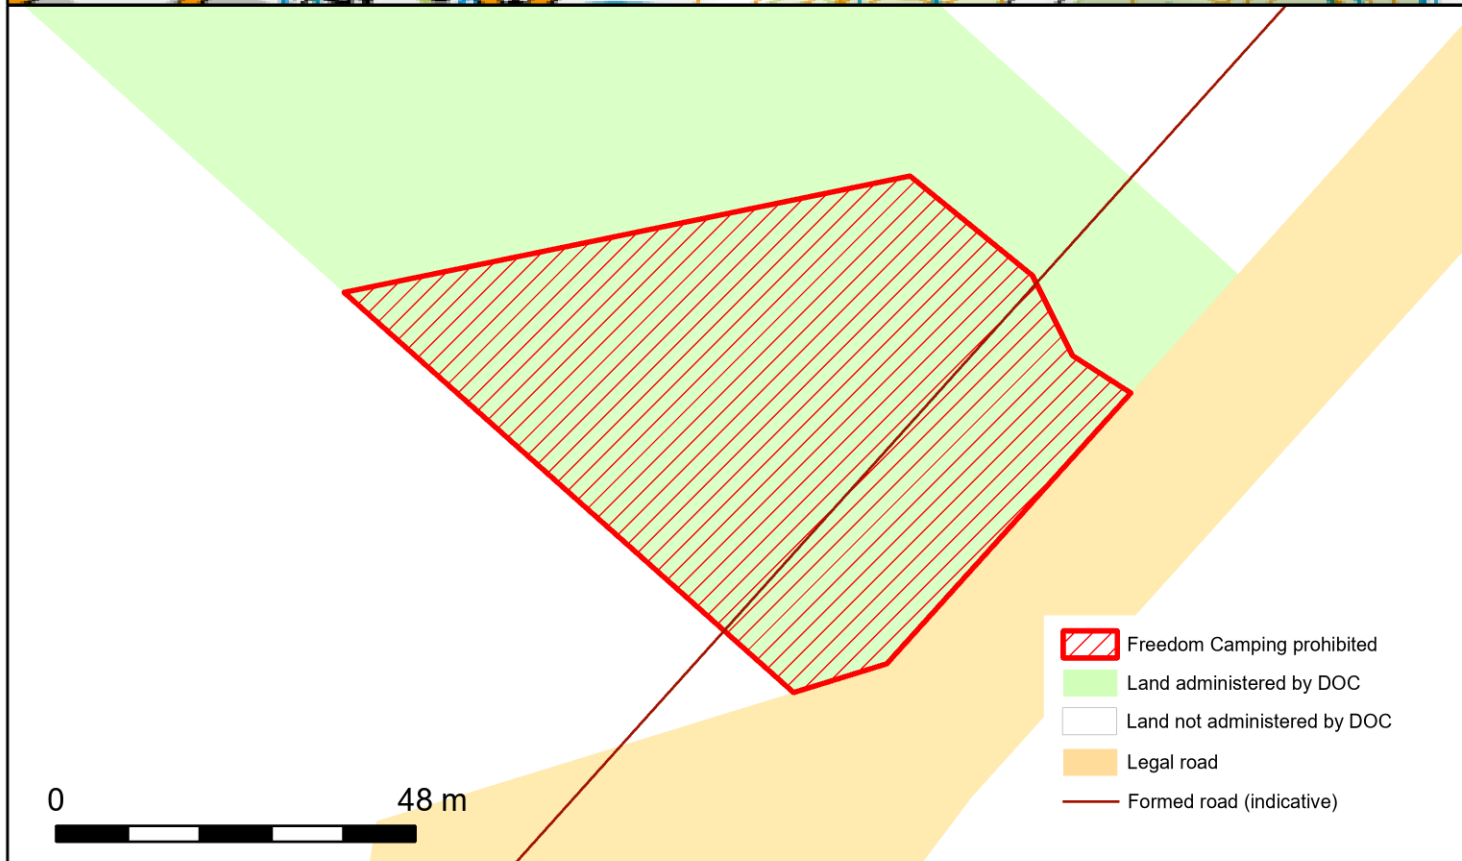 Freedom Camping prohibited
Land administered by DOC
Land not administered by DOC
Legal road
Formed road (indicative)
0 48 m